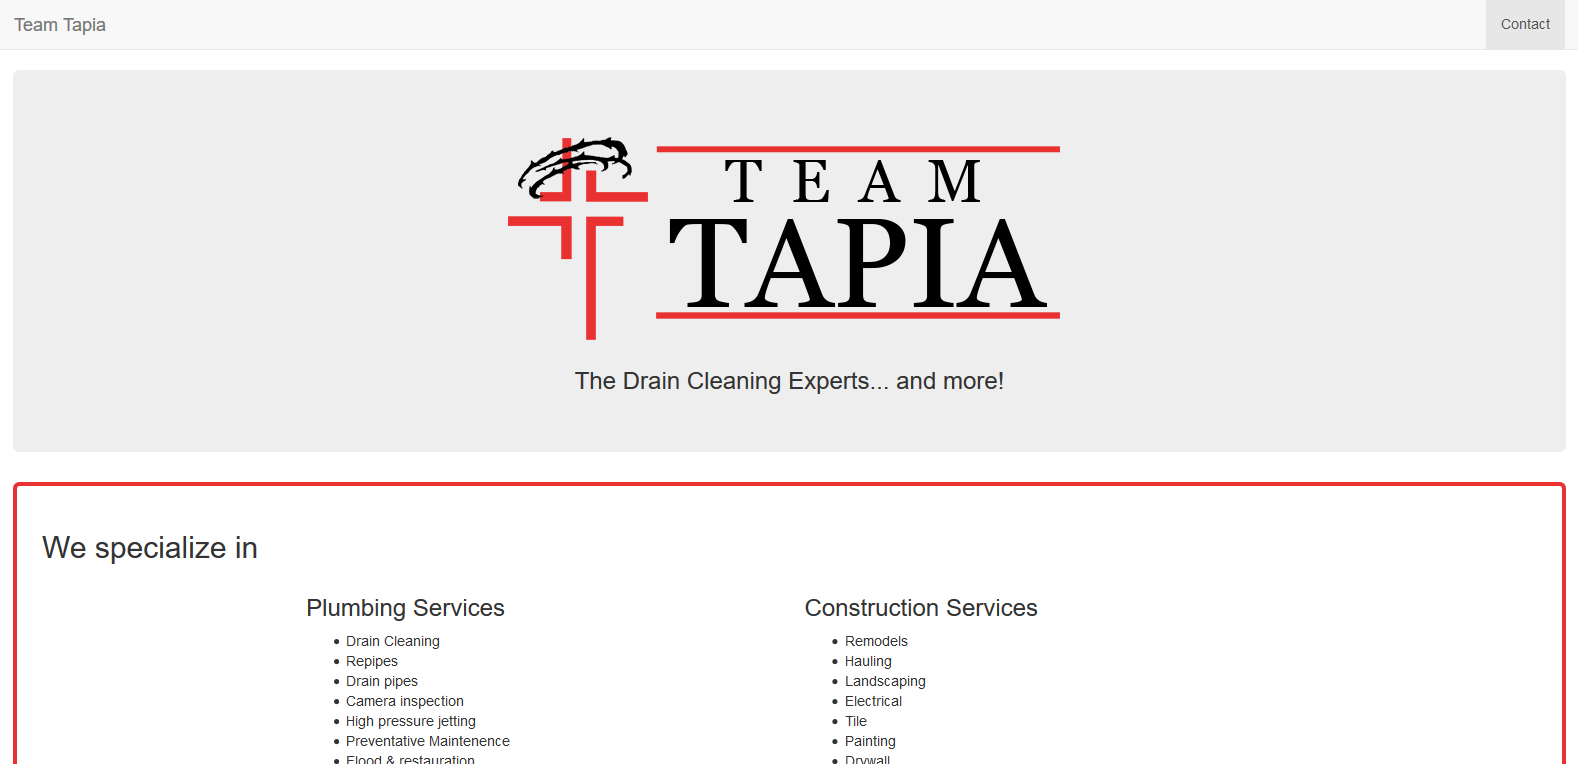 Team Tapia
Contact
TEAM
TAPIA
The Drain Cleaning Experts... and more!
We specialize in
Plumbing Services
Drain Cleaning
Repipes
Drain pipes
Camera inspection
High pressure jetting
Preventative Maintenence
Flood & restauration
Construction Services
Remodels
Hauling
Landscaping
Electrical
Tile
Painting
Drywall